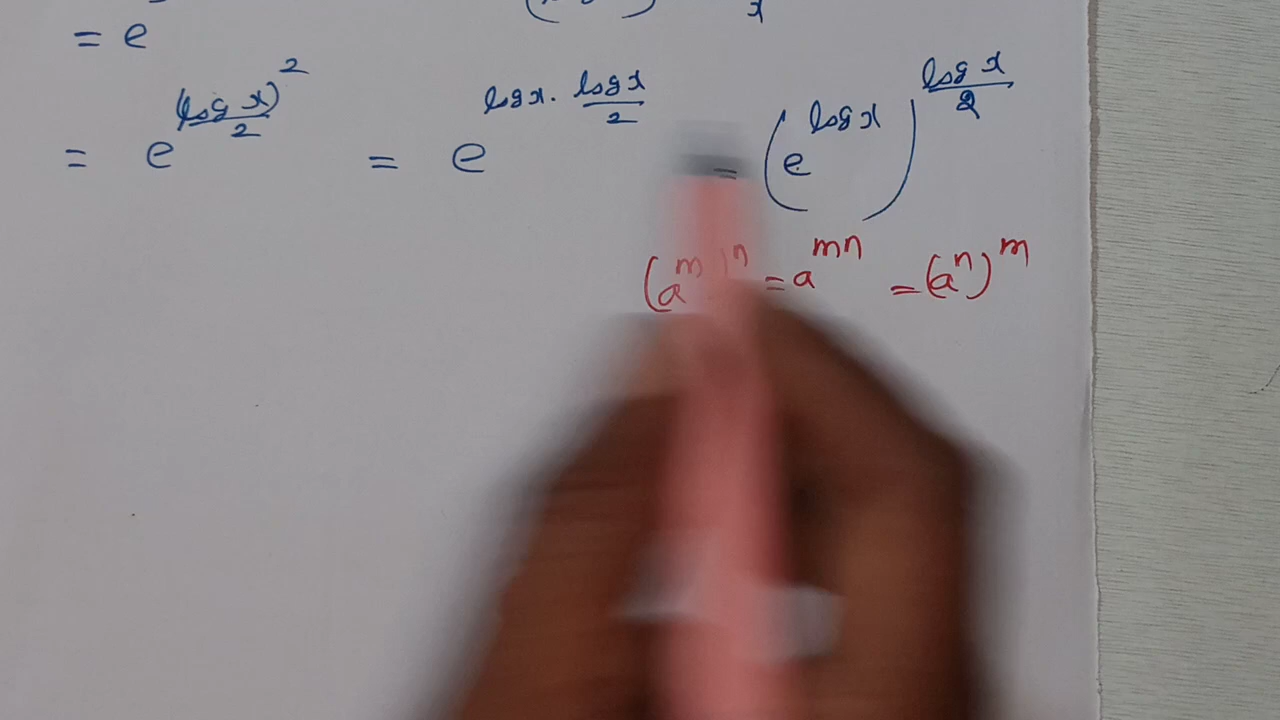 = e x
= e^((log x)^2/2) = e^(log x . log x/2) = (e^(log x))^(log x/2)
(a^m)^n = a^(mn) = (a^n)^m